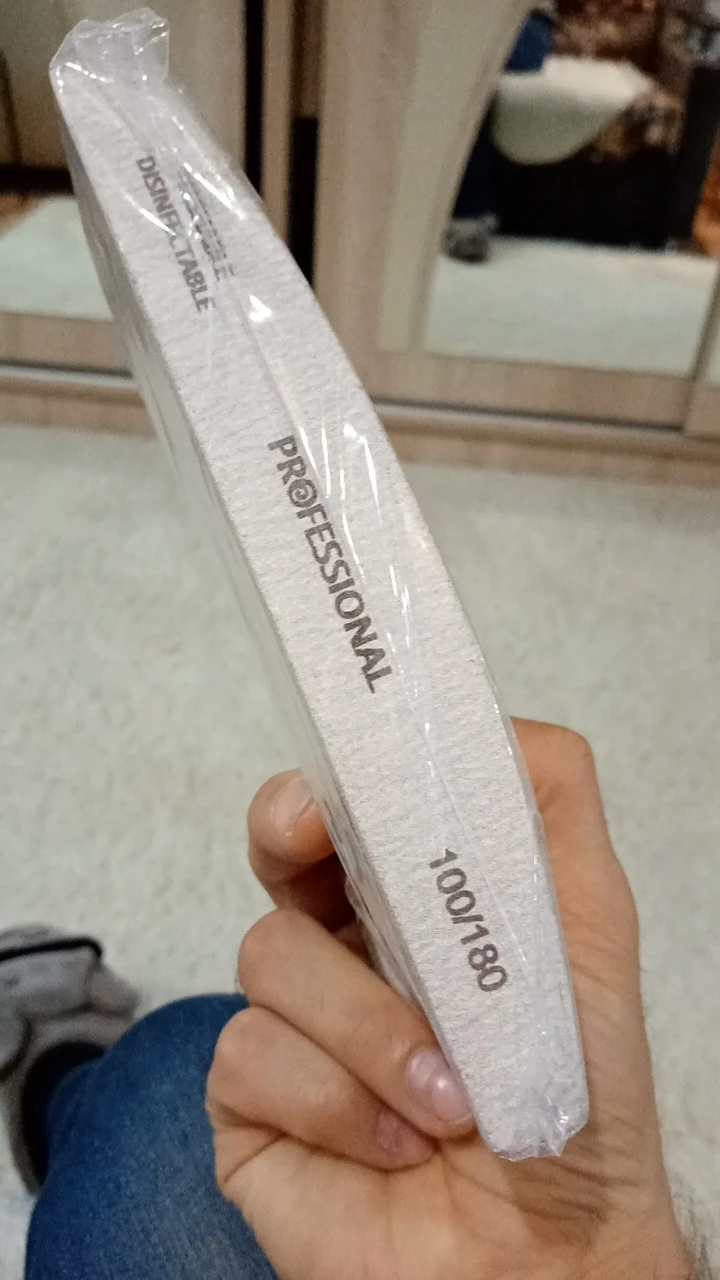 DISINFECTABLE
PROFESSIONAL
100/180